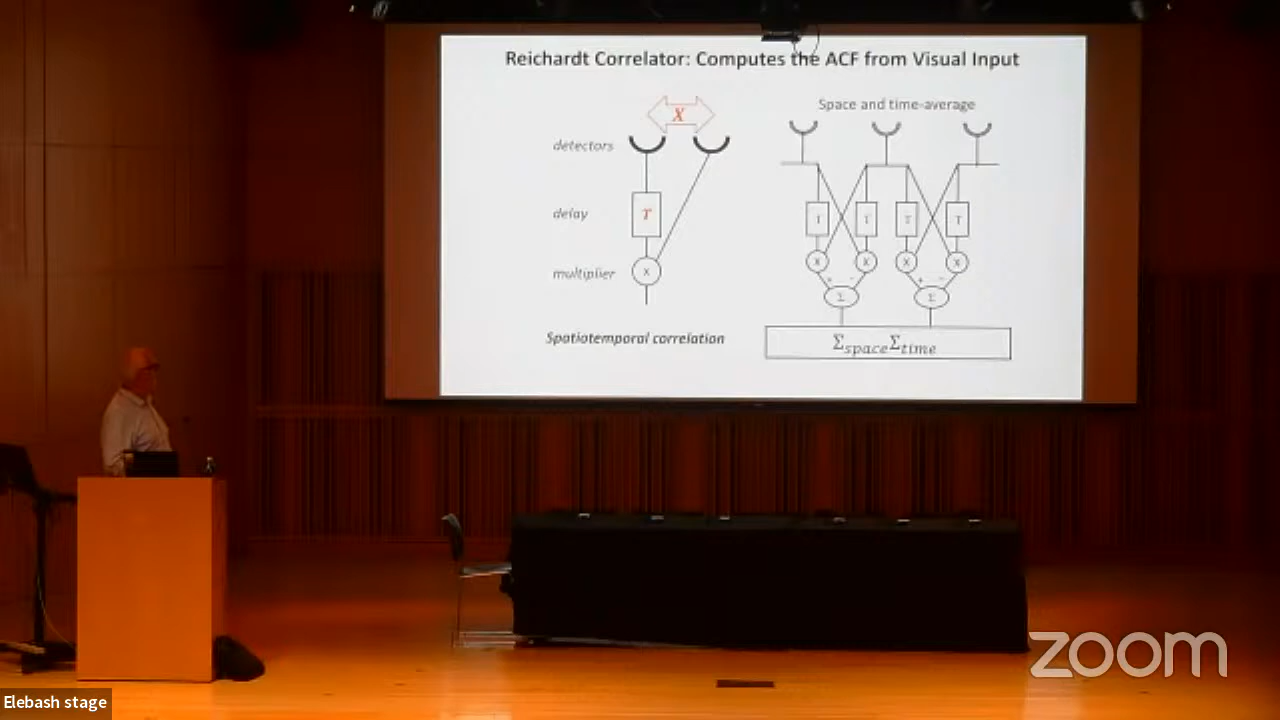 Reichardt Correlator: Computes the ACF from Visual Input
X
Space and time-average
detectors
delay
τ
T
T
T
T
multiplier
x
X
X
X
X
+
-
+
-
Σ
Σ
Spatiotemporal correlation
Σspace Σtime
zoom
Elebash stage